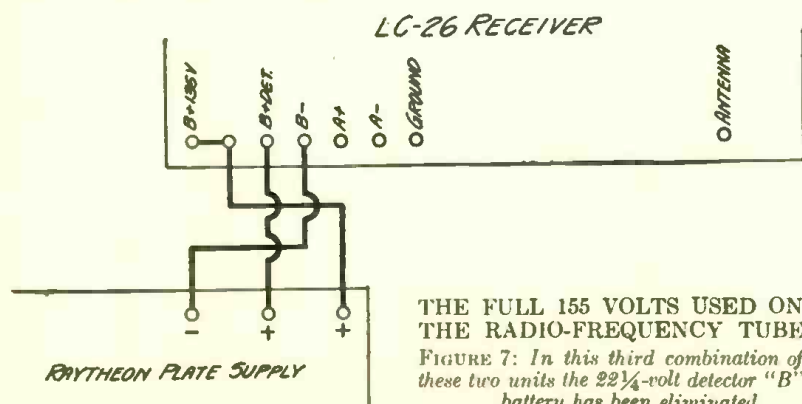 LC-26 RECEIVER
B+135V
B+DET.
B-
A+
A-
GROUND
ANTENNA
- + +
RAYTHEON PLATE SUPPLY
THE FULL 155 VOLTS USED ON
THE RADIO-FREQUENCY TUBE
FIGURE 7: In this third combination of
these two units the 22¼-volt detector "B"
battery has been eliminated